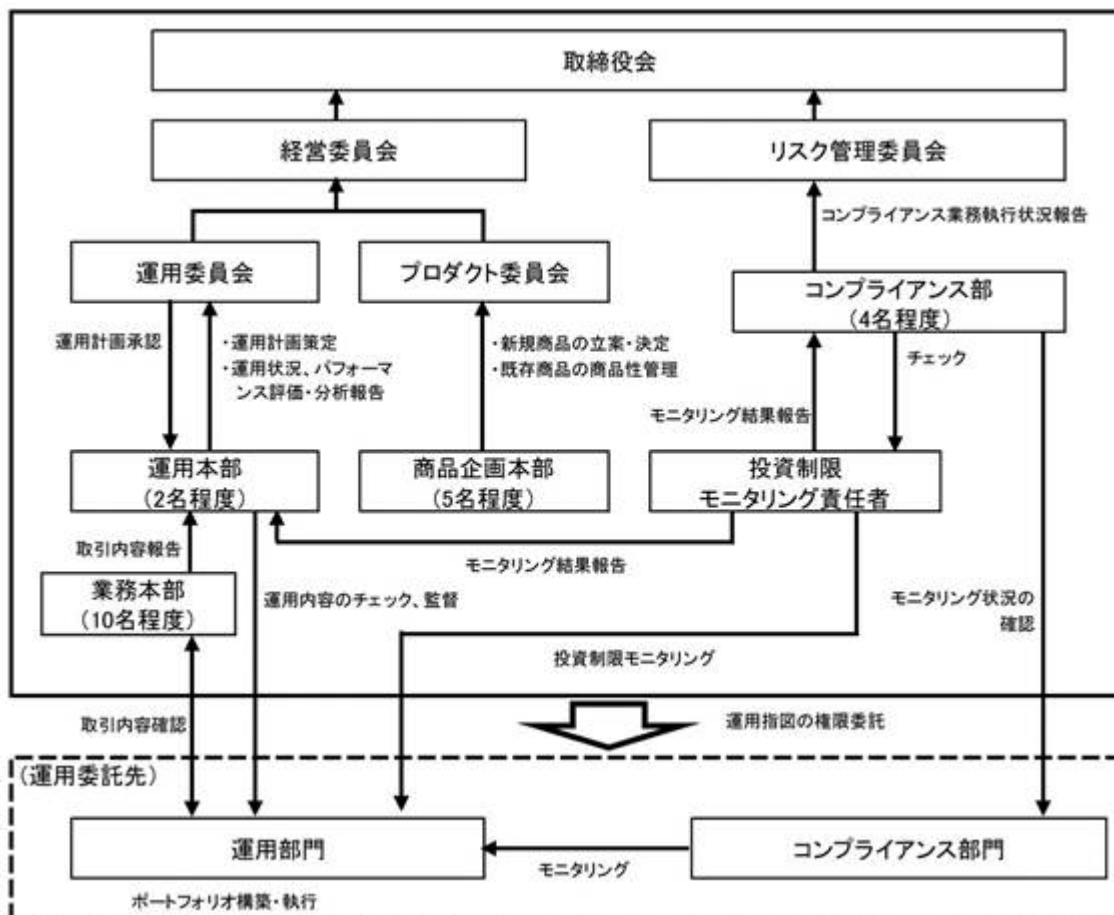 取締役会
経営委員会
リスク管理委員会
コンプライアンス業務執行状況報告
運用委員会
プロダクト委員会
コンプライアンス部
(4名程度)
運用計画承認
・運用計画策定
・運用状況、パフォーマ
ンス評価・分析報告
・新規商品の立案・決定
・既存商品の商品性管理
チェック
モニタリング結果報告
運用本部
(2名程度)
商品企画本部
(5名程度)
投資制限
モニタリング責任者
取引内容報告
モニタリング結果報告
業務本部
(10名程度)
運用内容のチェック、監督
モニタリング状況の
確認
投資制限モニタリング
取引内容確認
運用指図の権限委託
(運用委託先)
運用部門
モニタリング
コンプライアンス部門
ポートフォリオ構築・執行